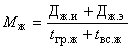 Mж = (Дж.и + Дж.э) / (tгр.ж + tвс.ж)